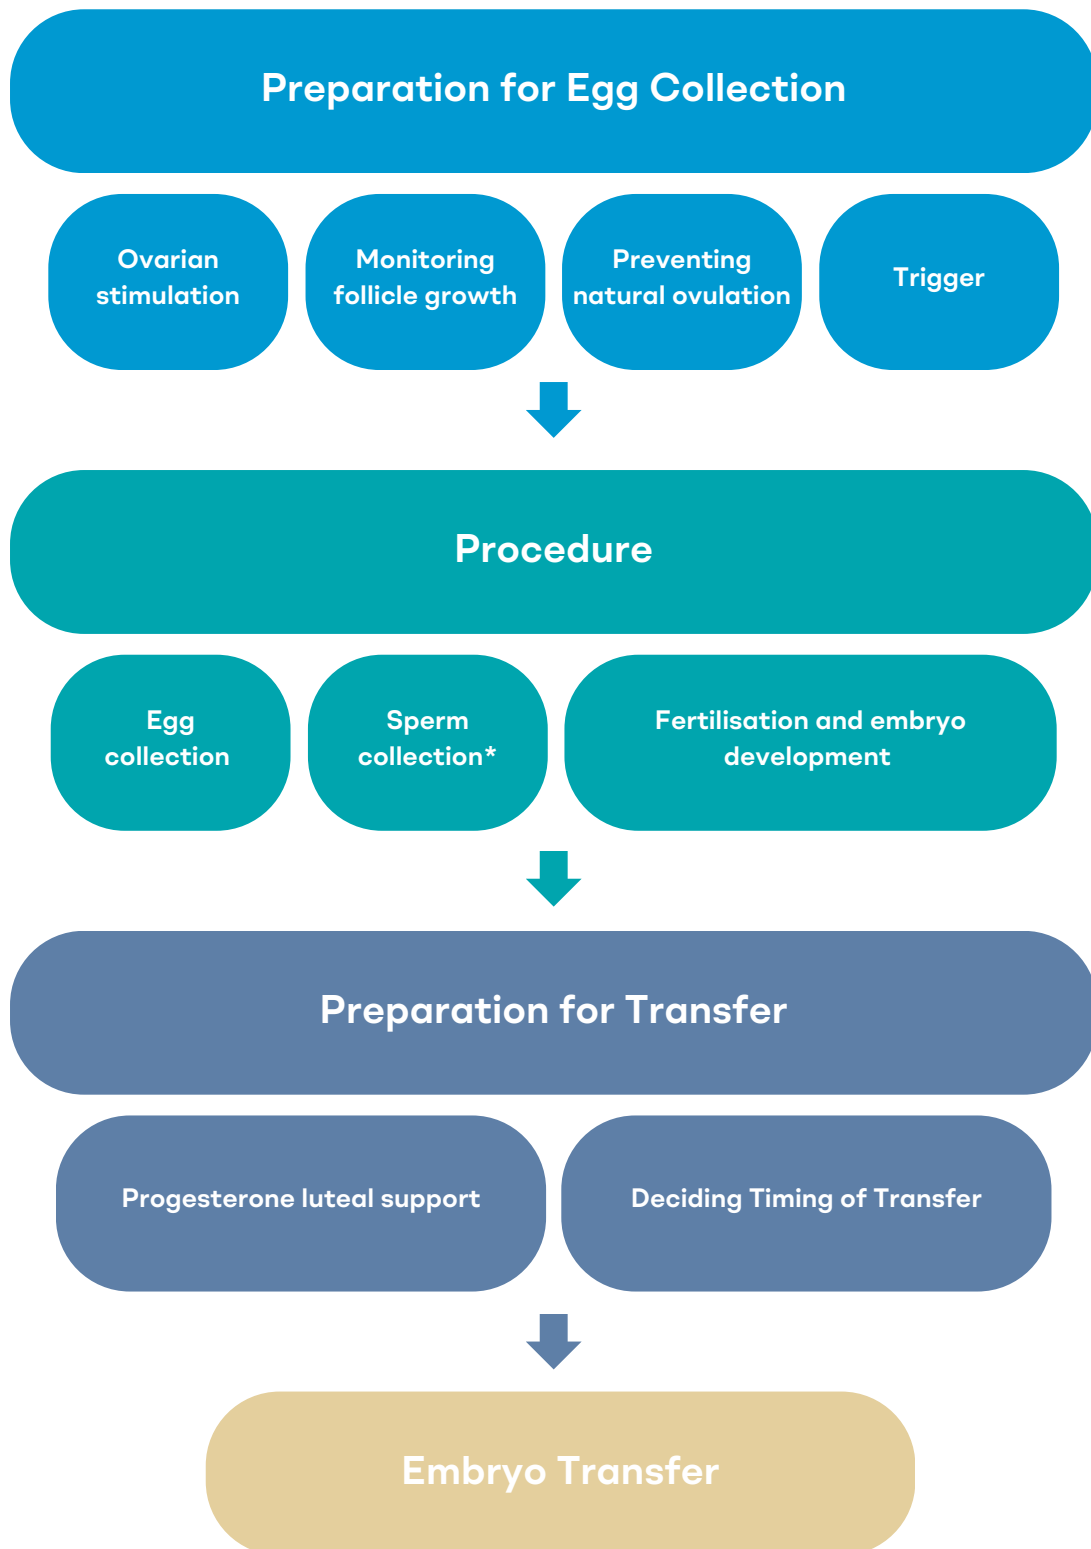 Preparation for Egg Collection
Ovarian
stimulation
Monitoring
follicle growth
Preventing
natural ovulation
Trigger
Procedure
Egg
collection
Sperm
collection*
Fertilisation and embryo
development
Preparation for Transfer
Progesterone luteal support
Deciding Timing of Transfer
Embryo Transfer